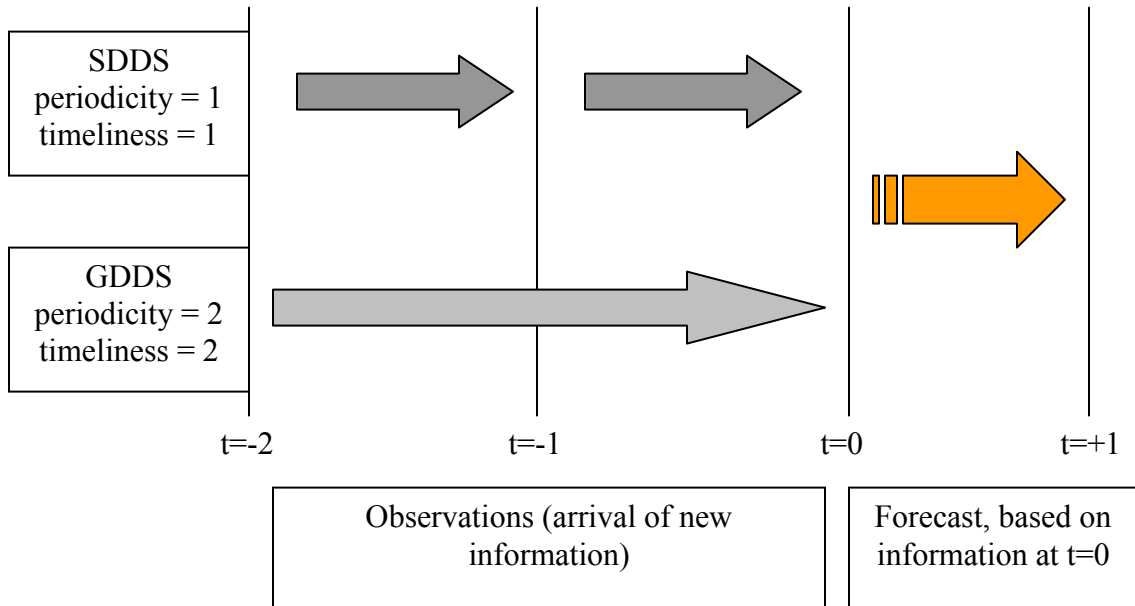 SDDS
periodicity = 1
timeliness = 1
GDDS
periodicity = 2
timeliness = 2
t=-2
t=-1
t=0
t=+1
Observations (arrival of new
information)
Forecast, based on
information at t=0